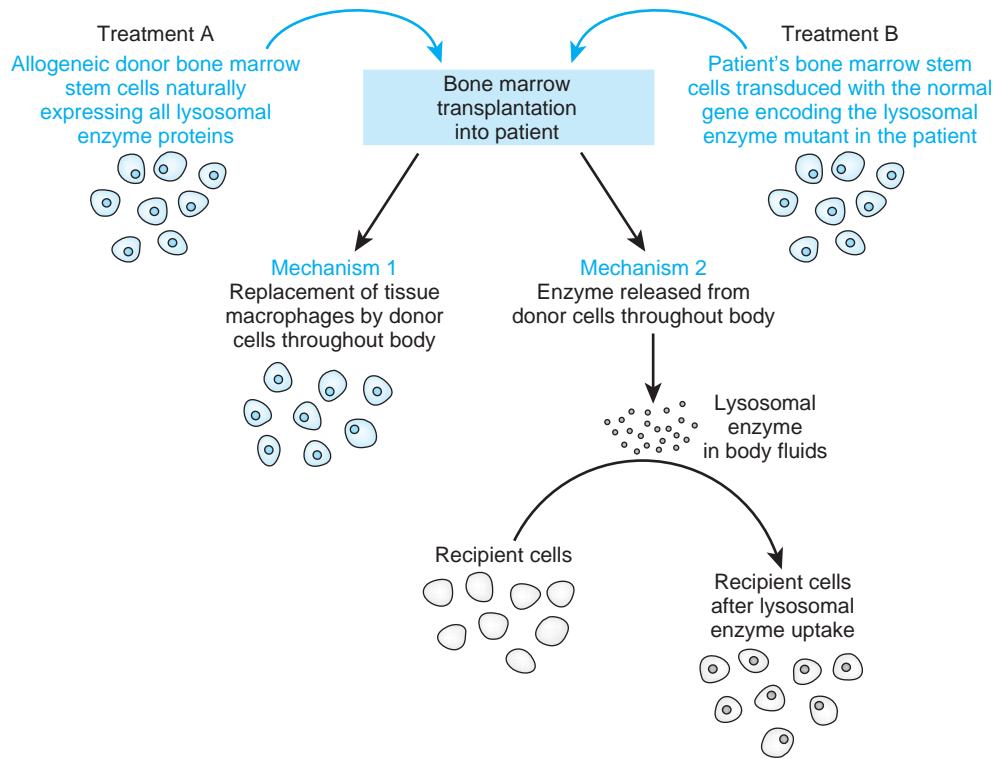 Treatment A
Allogeneic donor bone marrow
stem cells naturally
expressing all lysosomal
enzyme proteins
Bone marrow
transplantation
into patient
Treatment B
Patient's bone marrow stem
cells transduced with the normal
gene encoding the lysosomal
enzyme mutant in the patient
Mechanism 1
Replacement of tissue
macrophages by donor
cells throughout body
Mechanism 2
Enzyme released from
donor cells throughout body
Lysosomal
enzyme
in body fluids
Recipient cells
Recipient cells
after lysosomal
enzyme uptake